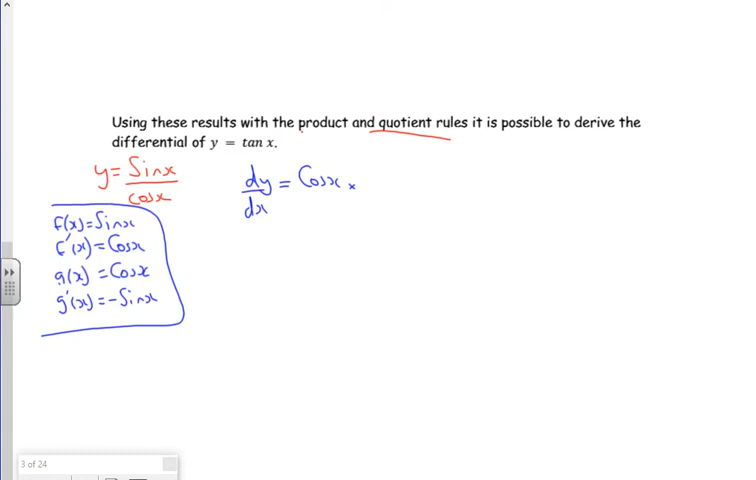 Using these results with the product and quotient rules it is possible to derive the
differential of y = tan x.
y = Sinx
cosx
dy = Cosx ×
dx
f(x)=Sinx
f'(x) = Cosx
g(x) = Cosx
g'(x)= -Sinx
3 of 24